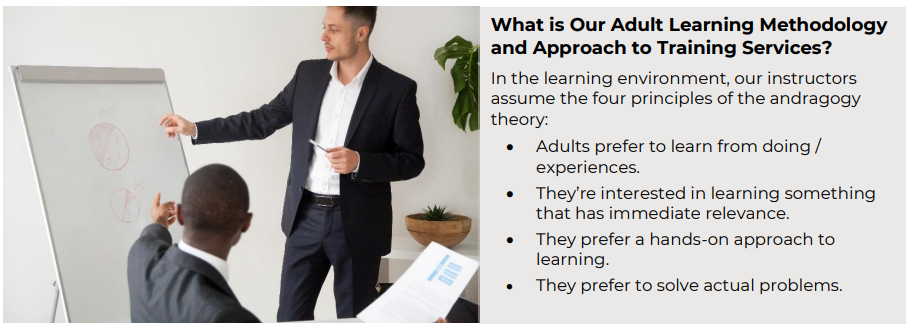 What is Our Adult Learning Methodology
and Approach to Training Services?
In the learning environment, our instructors
assume the four principles of the andragogy
theory:
• Adults prefer to learn from doing /
experiences.
• They’re interested in learning something
that has immediate relevance.
• They prefer a hands-on approach to
learning.
• They prefer to solve actual problems.